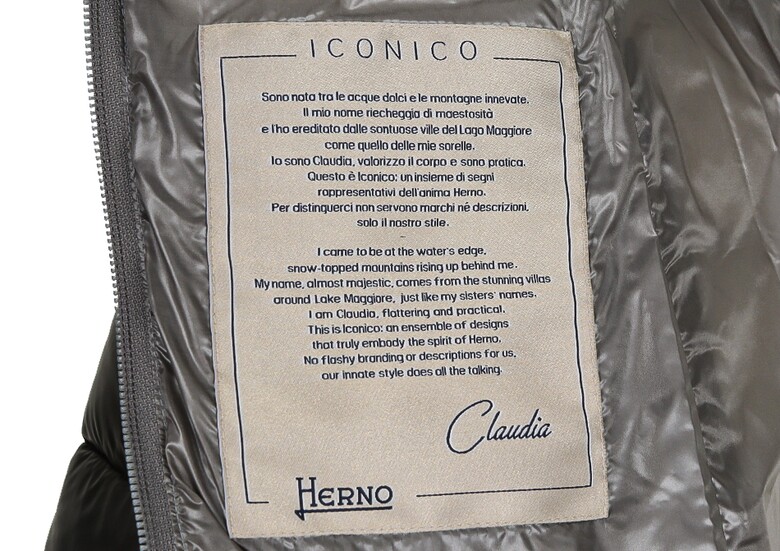 ICONICO
Sono nata tra le acque dolci e le montagne innevate.
Il mio nome riecheggia di maestosità
e l'ho ereditato dalle sontuose ville del Lago Maggiore
come quello delle mie sorelle.
Io sono Claudia, valorizzo il corpo e sono pratica.
Questo è Iconico: un insieme di segni
rappresentativi dell'anima Herno.
Per distinguerci non servono marchi né descrizioni,
solo il nostro stile.
-
I came to be at the water's edge,
snow-topped mountains rising up behind me.
My name, almost majestic, comes from the stunning villas
around Lake Maggiore, just like my sisters' names.
I am Claudia, flattering and practical.
This is Iconico: an ensemble of designs
that truly embody the spirit of Herno.
No flashy branding or descriptions for us,
our innate style does all the talking.
Claudia
HERNO